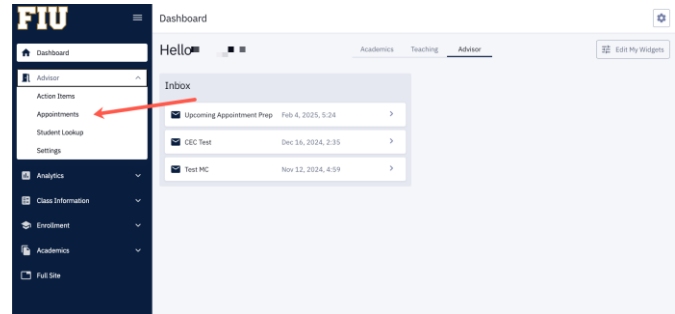 FIU
Dashboard
Dashboard
Advisor
Action Items
Appointments
Student Lookup
Settings
Analytics
Class Information
Enrollment
Academics
Full Site
Hello
Academics Teaching Advisor
Edit My Widgets
Inbox
Upcoming Appointment Prep Feb 4, 2025, 5:24
CEC Test Dec 16, 2024, 2:35
Test MC Nov 12, 2024, 4:59